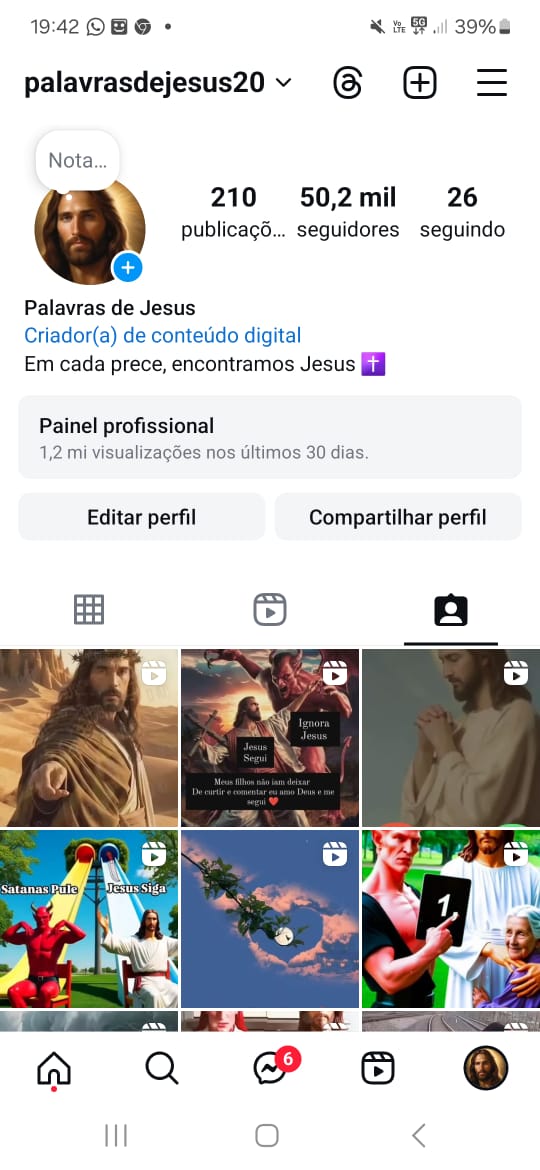 19:42
Vo
LTE
5G
39%
palavrasdejesus20
Nota...
210
50,2 mil
26
publicaçõ...
seguidores
seguindo
Palavras de Jesus
Criador(a) de conteúdo digital
Em cada prece, encontramos Jesus
Painel profissional
1,2 mi visualizações nos últimos 30 dias.
Editar perfil
Compartilhar perfil
Ignora
Jesus
Jesus
Segui
Meus filhos não iam deixar
De curtir e comentar eu amo Deus e me
segui ❤️
Satanas Pule
Jesus Siga
1
6